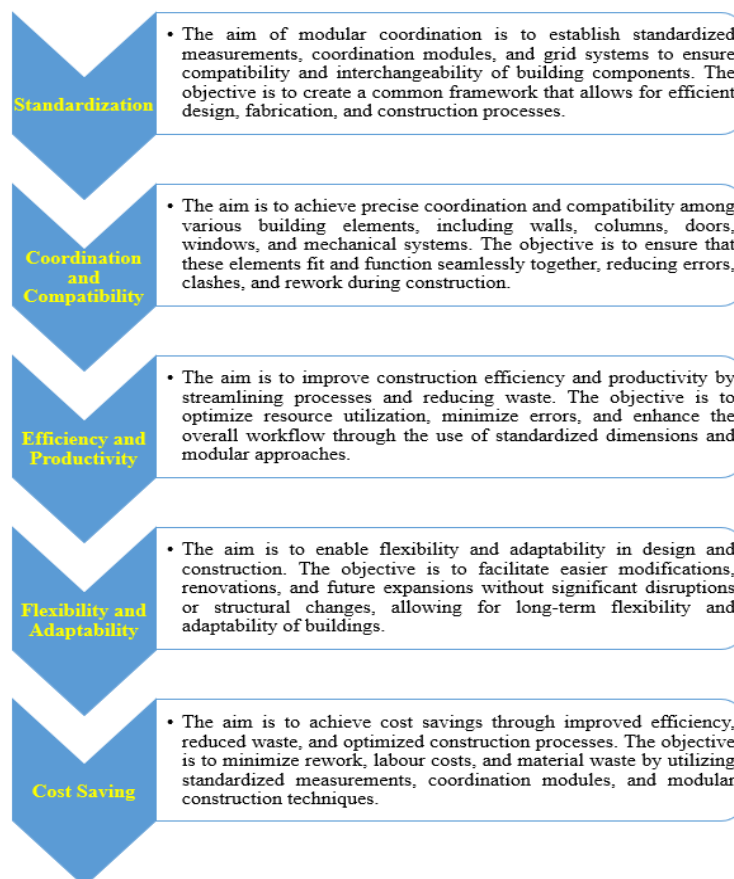 Standardization
• The aim of modular coordination is to establish standardized
measurements, coordination modules, and grid systems to ensure
compatibility and interchangeability of building components. The
objective is to create a common framework that allows for efficient
design, fabrication, and construction processes.
Coordination
and
Compatibility
• The aim is to achieve precise coordination and compatibility among
various building elements, including walls, columns, doors,
windows, and mechanical systems. The objective is to ensure that
these elements fit and function seamlessly together, reducing errors,
clashes, and rework during construction.
Efficiency and
Productivity
• The aim is to improve construction efficiency and productivity by
streamlining processes and reducing waste. The objective is to
optimize resource utilization, minimize errors, and enhance the
overall workflow through the use of standardized dimensions and
modular approaches.
Flexibility and
Adaptability
• The aim is to enable flexibility and adaptability in design and
construction. The objective is to facilitate easier modifications,
renovations, and future expansions without significant disruptions
or structural changes, allowing for long-term flexibility and
adaptability of buildings.
Cost Saving
• The aim is to achieve cost savings through improved efficiency,
reduced waste, and optimized construction processes. The objective
is to minimize rework, labour costs, and material waste by utilizing
standardized measurements, coordination modules, and modular
construction techniques.